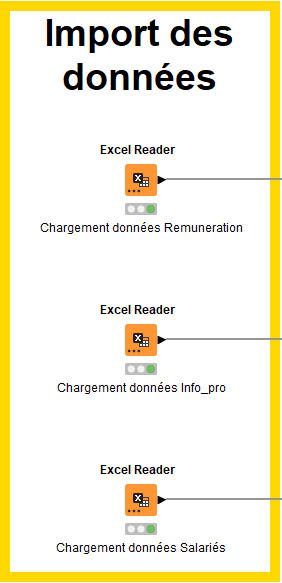 Import des
données
Excel Reader
Chargement données Remuneration
Excel Reader
Chargement données Info_pro
Excel Reader
Chargement données Salariés